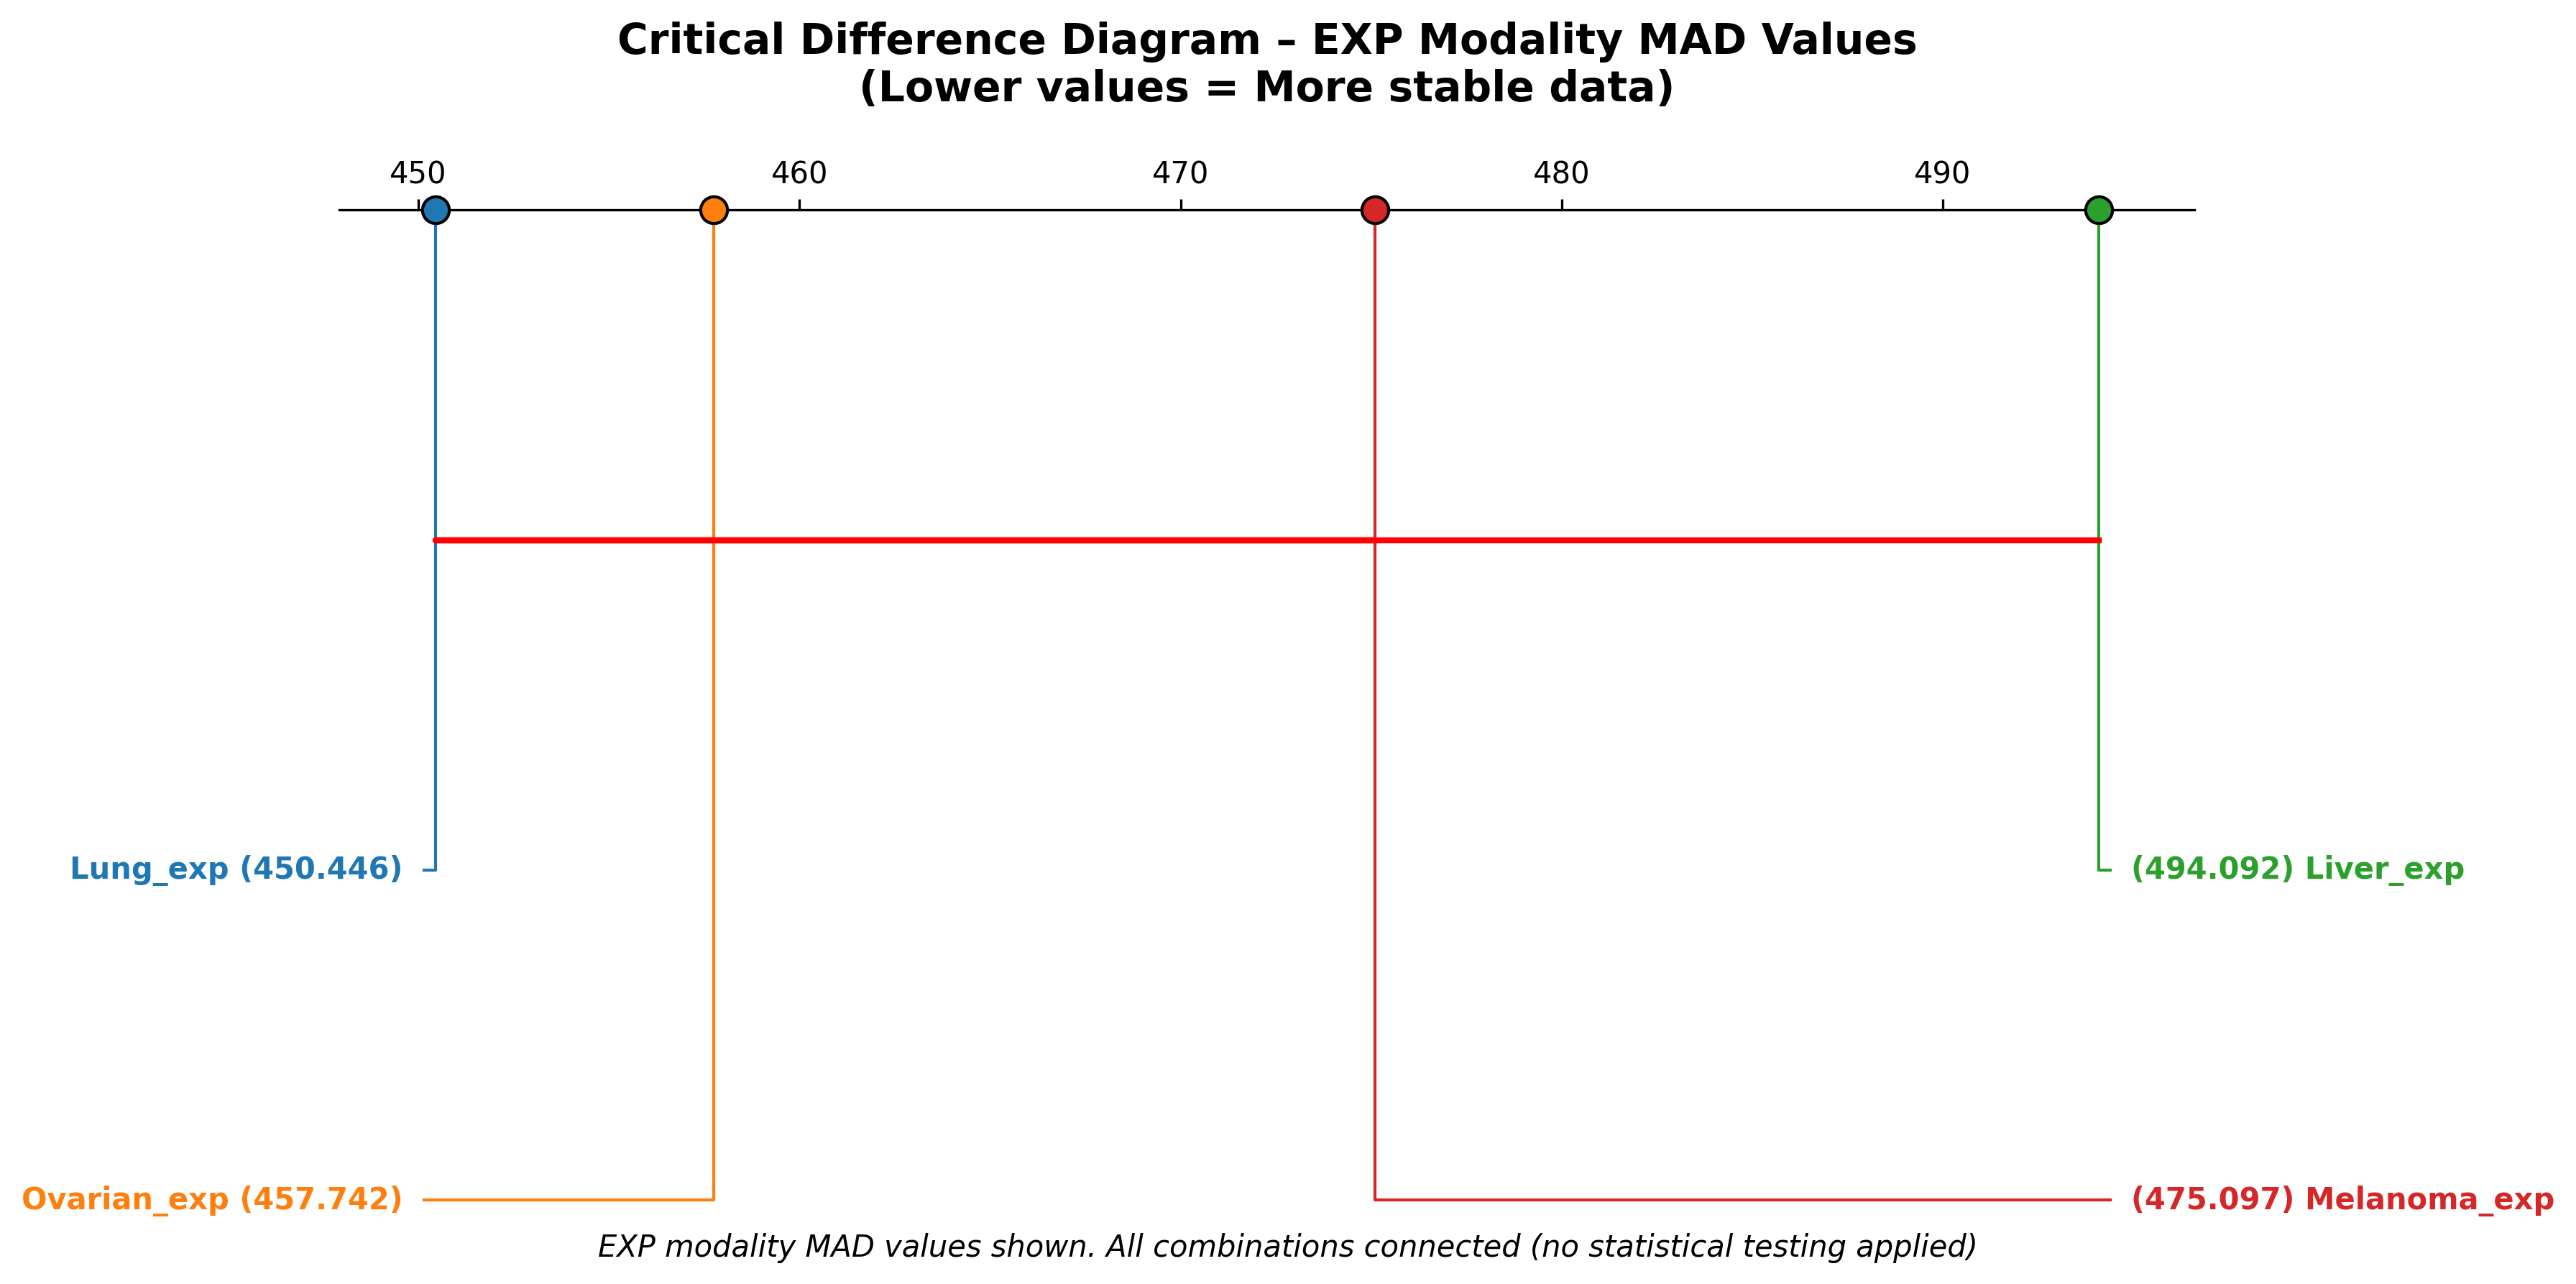 Critical Difference Diagram – EXP Modality MAD Values
(Lower values = More stable data)
450 460 470 480 490
Lung_exp (450.446) (494.092) Liver_exp
Ovarian_exp (457.742) (475.097) Melanoma_exp
EXP modality MAD values shown. All combinations connected (no statistical testing applied)